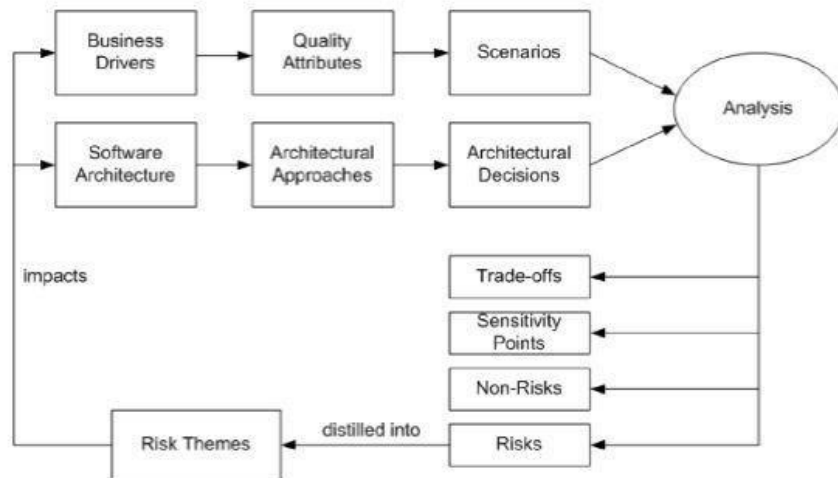 Business
Drivers
Quality
Attributes
Scenarios
Analysis
Software
Architecture
Architectural
Approaches
Architectural
Decisions
impacts
Trade-offs
Sensitivity
Points
Non-Risks
Risks
distilled into
Risk Themes